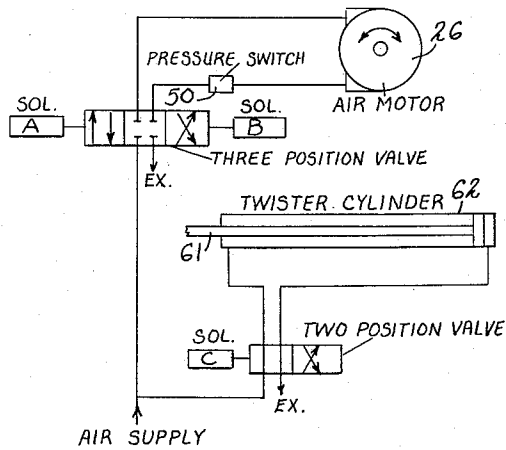 26
PRESSURE SWITCH
50
AIR MOTOR
SOL.
A
SOL.
B
THREE POSITION VALVE
EX.
TWISTER CYLINDER
62
61
SOL.
C
TWO POSITION VALVE
EX.
AIR SUPPLY